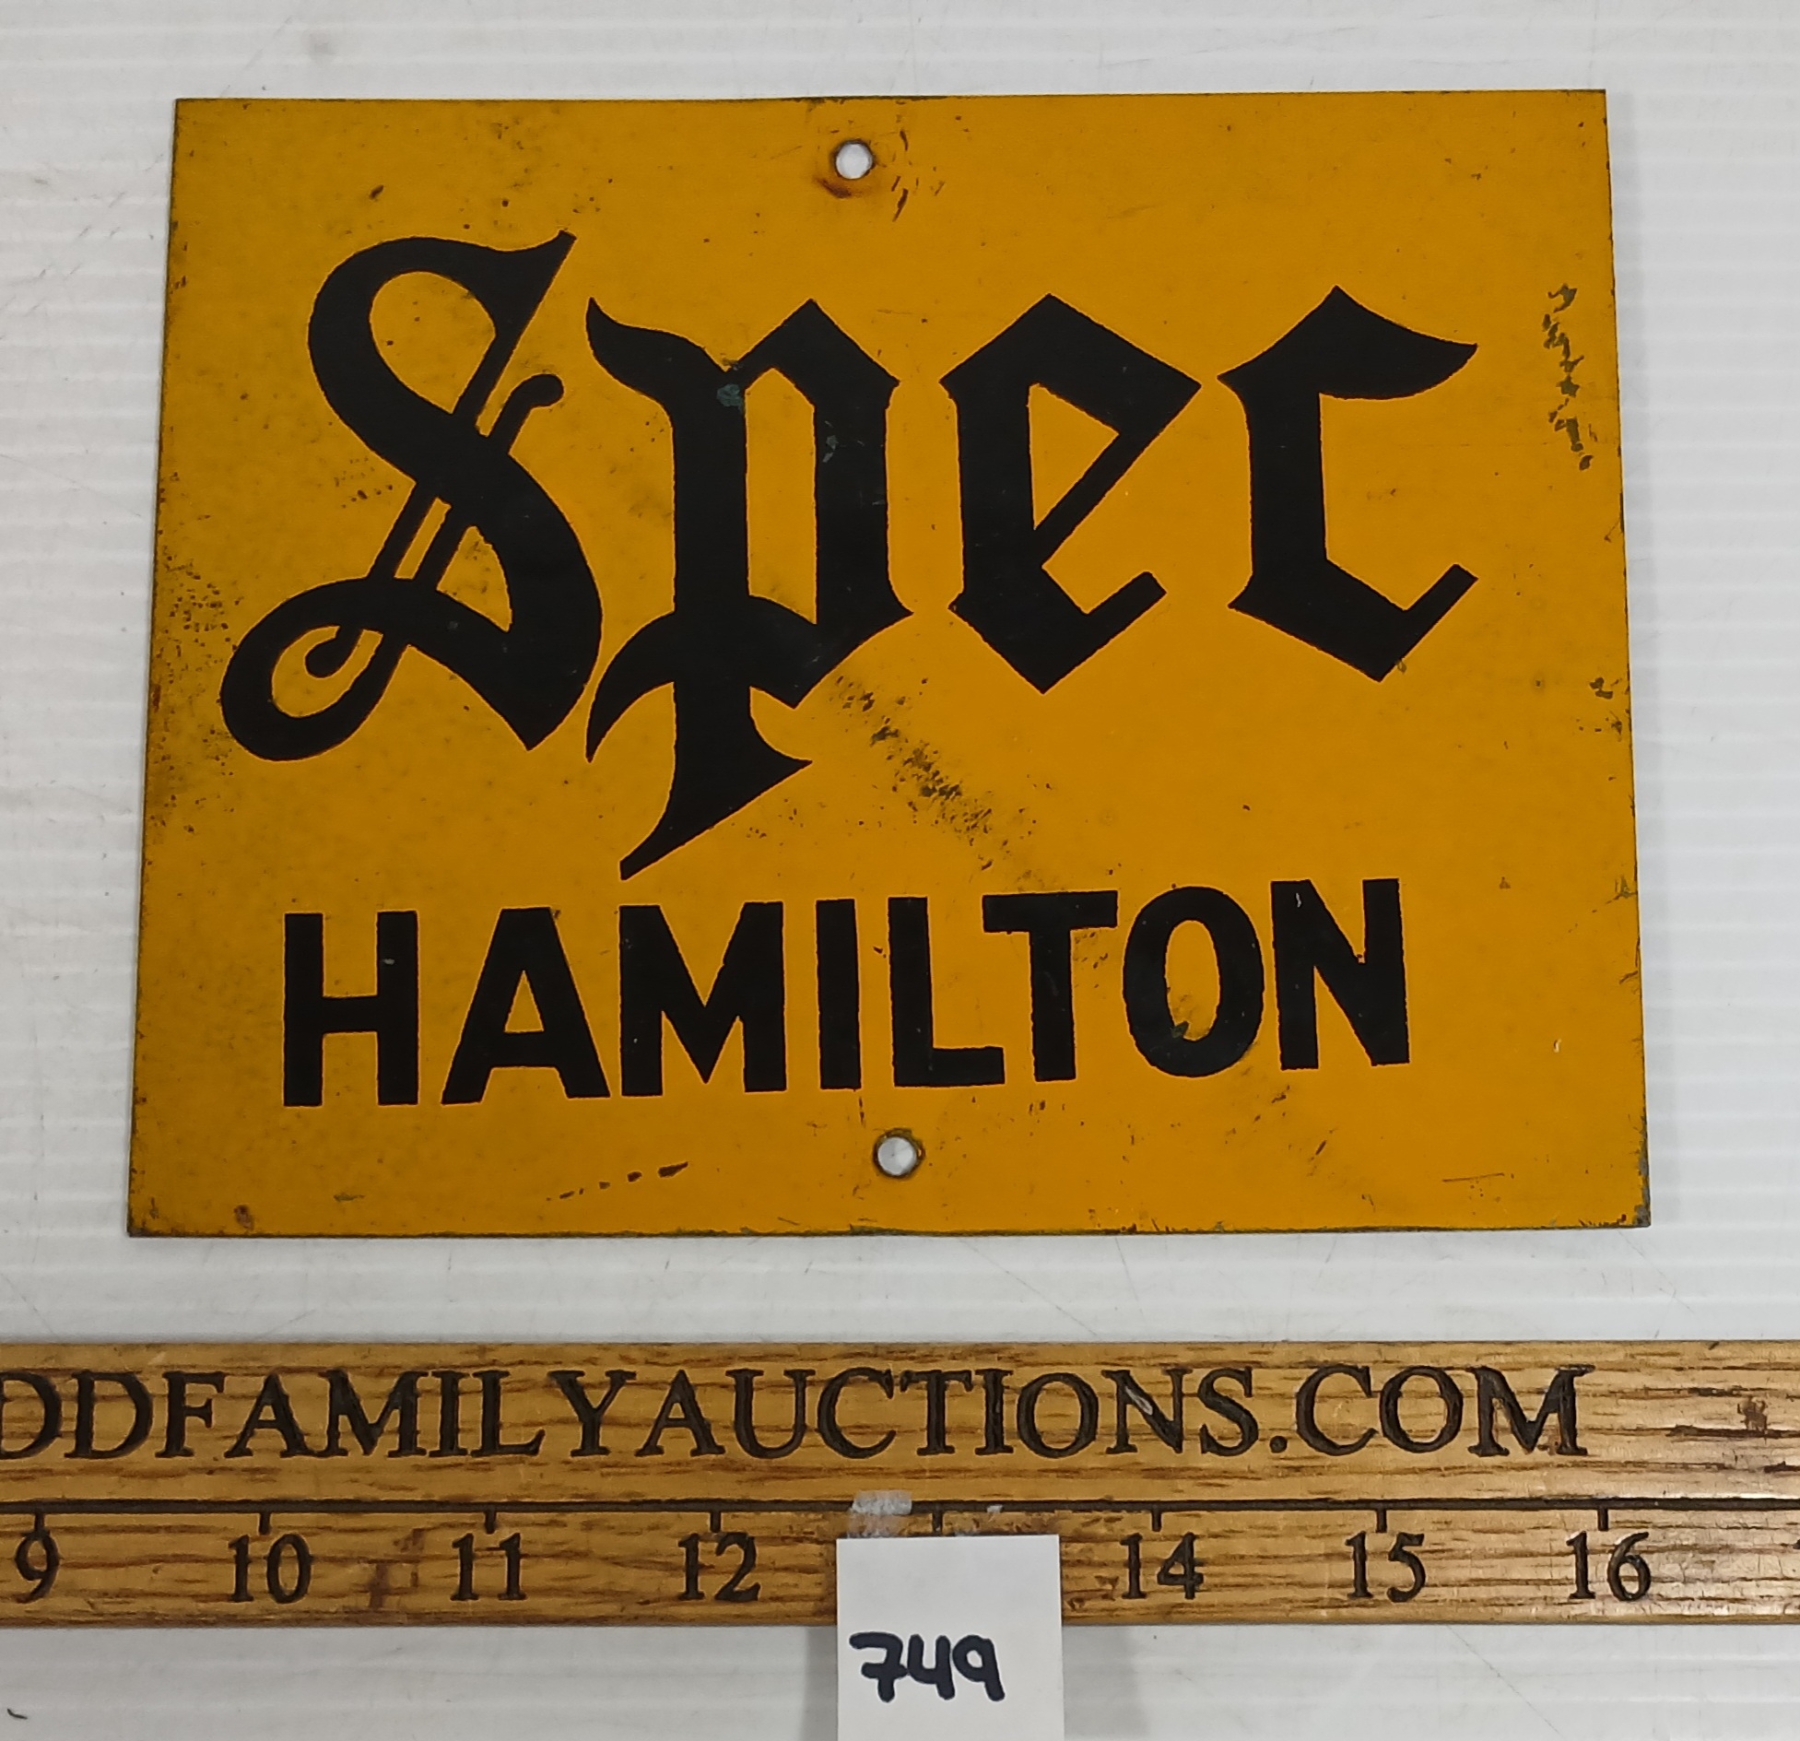 Spec
HAMILTON
DDFAMILYAUCTIONS.COM
9 10 11 12 14 15 16
749